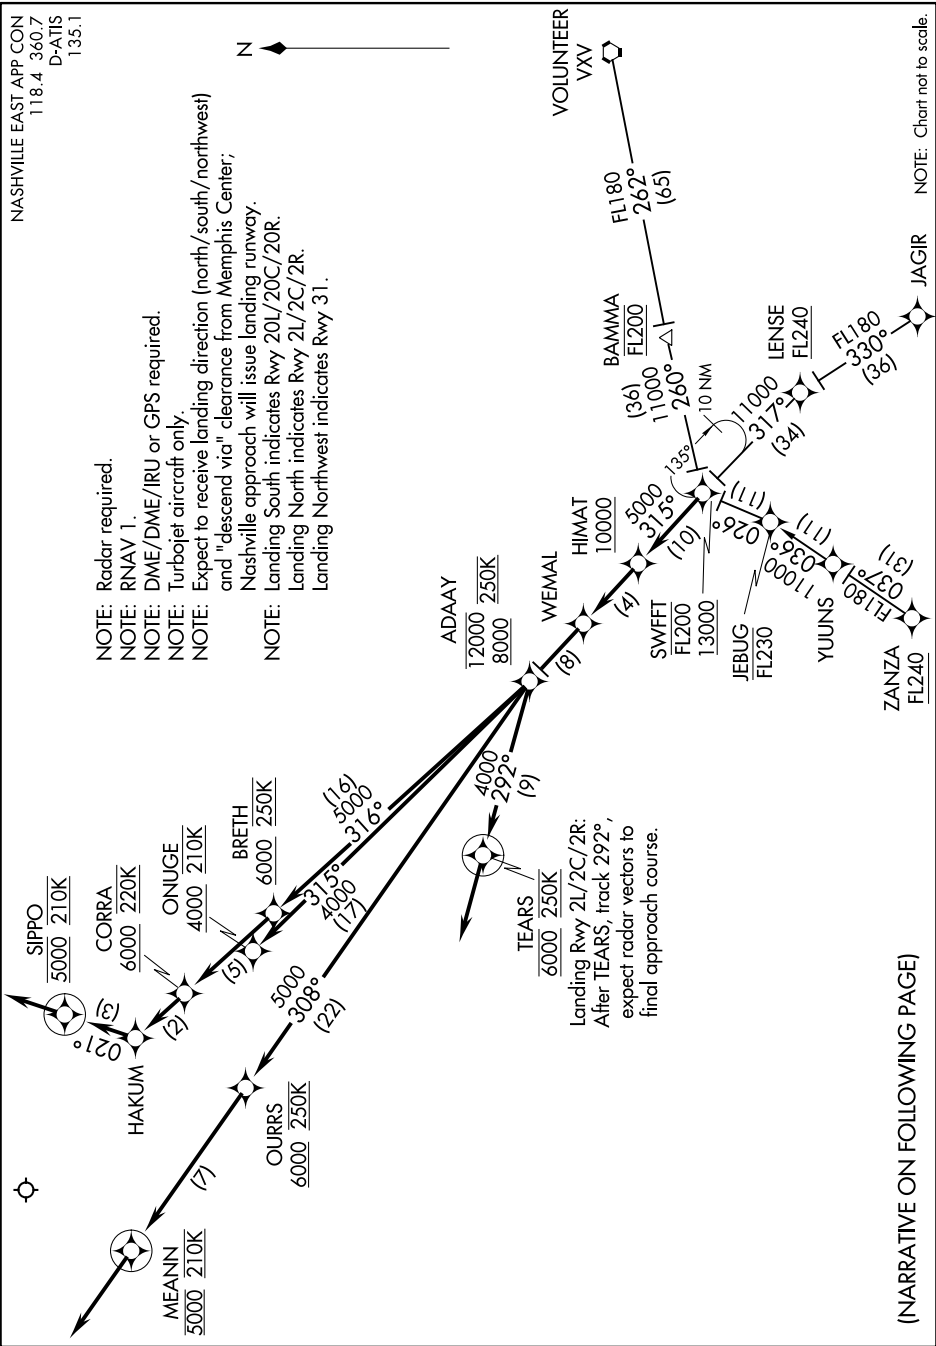 NASHVILLE EAST APP CON
118.4 360.7
D-ATIS
135.1
N
NOTE: Radar required.
NOTE: RNAV 1.
NOTE: DME/DME/IRU or GPS required.
NOTE: Turbojet aircraft only.
NOTE: Expect to receive landing direction (north/south/northwest)
and "descend via" clearance from Memphis Center;
Nashville approach will issue landing runway.
NOTE: Landing South indicates Rwy 20L/20C/20R.
Landing North indicates Rwy 2L/2C/2R.
Landing Northwest indicates Rwy 31.
VOLUNTEER
VXV
FL180
262°
(65)
BAMMA
FL200
(36)
11000
260°
10 NM
135°
LENSE
FL240
11000
317°
(34)
FL180
330°
(36)
JAGIR
NOTE: Chart not to scale.
SWFFT
FL200
13000
026°
(11)
JEBUG
FL230
036°
11000
(11)
YUUNS
037°
FL180
(31)
ZANZA
FL240
5000
315°
(10)
HIMAT
10000
(4)
WEMAL
(8)
ADAAY
12000 250K
8000
(16)
5000
316°
BRETH
6000 250K
315°
4000
(17)
ONUGE
4000 210K
(5)
CORRA
6000 220K
(2)
HAKUM
021°
(3)
SIPPO
5000 210K
5000
308°
(22)
OURRS
6000 250K
(7)
MEANN
5000 210K
4000
292°
(9)
TEARS
6000 250K
Landing Rwy 2L/2C/2R:
After TEARS, track 292°,
expect radar vectors to
final approach course.
(NARRATIVE ON FOLLOWING PAGE)